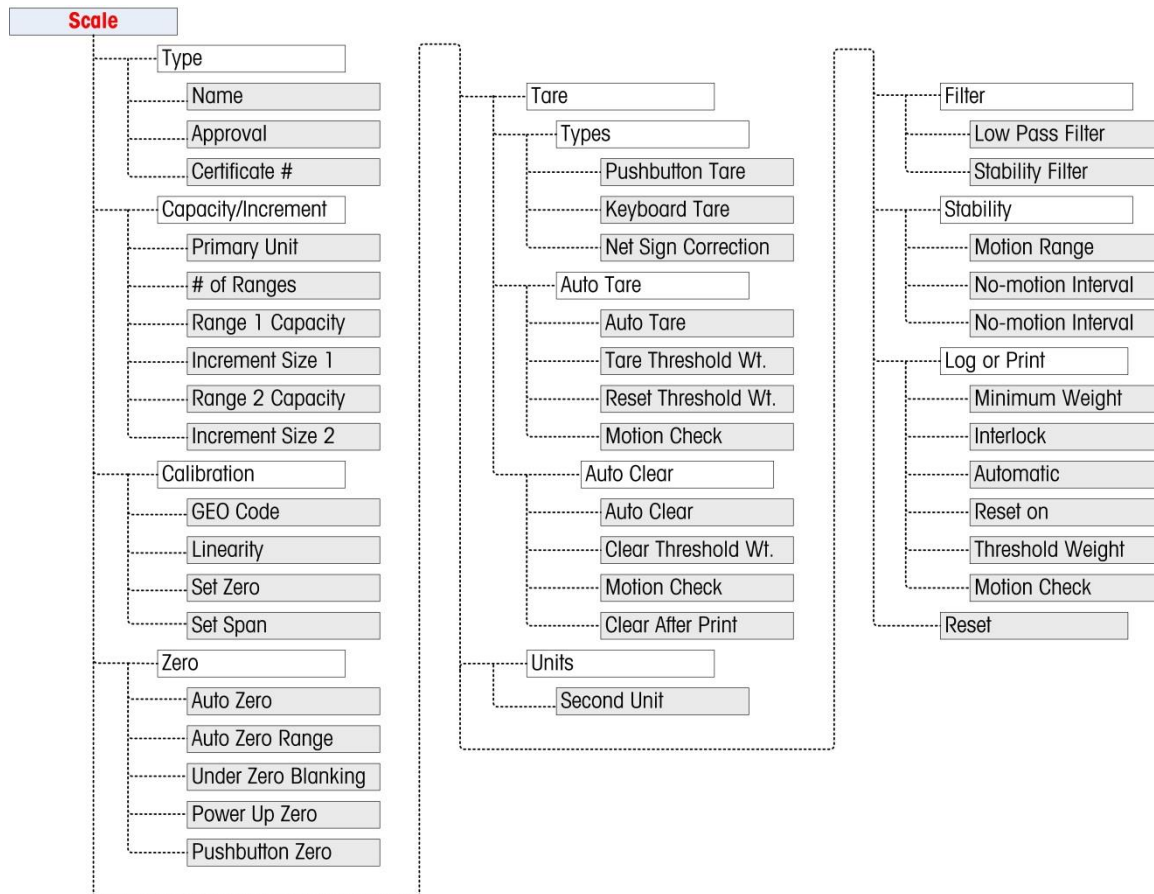 Scale
Type
Name
Approval
Certificate #
Capacity/Increment
Primary Unit
# of Ranges
Range 1 Capacity
Increment Size 1
Range 2 Capacity
Increment Size 2
Calibration
GEO Code
Linearity
Set Zero
Set Span
Zero
Auto Zero
Auto Zero Range
Under Zero Blanking
Power Up Zero
Pushbutton Zero
Tare
Types
Pushbutton Tare
Keyboard Tare
Net Sign Correction
Auto Tare
Auto Tare
Tare Threshold Wt.
Reset Threshold Wt.
Motion Check
Auto Clear
Auto Clear
Clear Threshold Wt.
Motion Check
Clear After Print
Units
Second Unit
Filter
Low Pass Filter
Stability Filter
Stability
Motion Range
No-motion Interval
No-motion Interval
Log or Print
Minimum Weight
Interlock
Automatic
Reset on
Threshold Weight
Motion Check
Reset